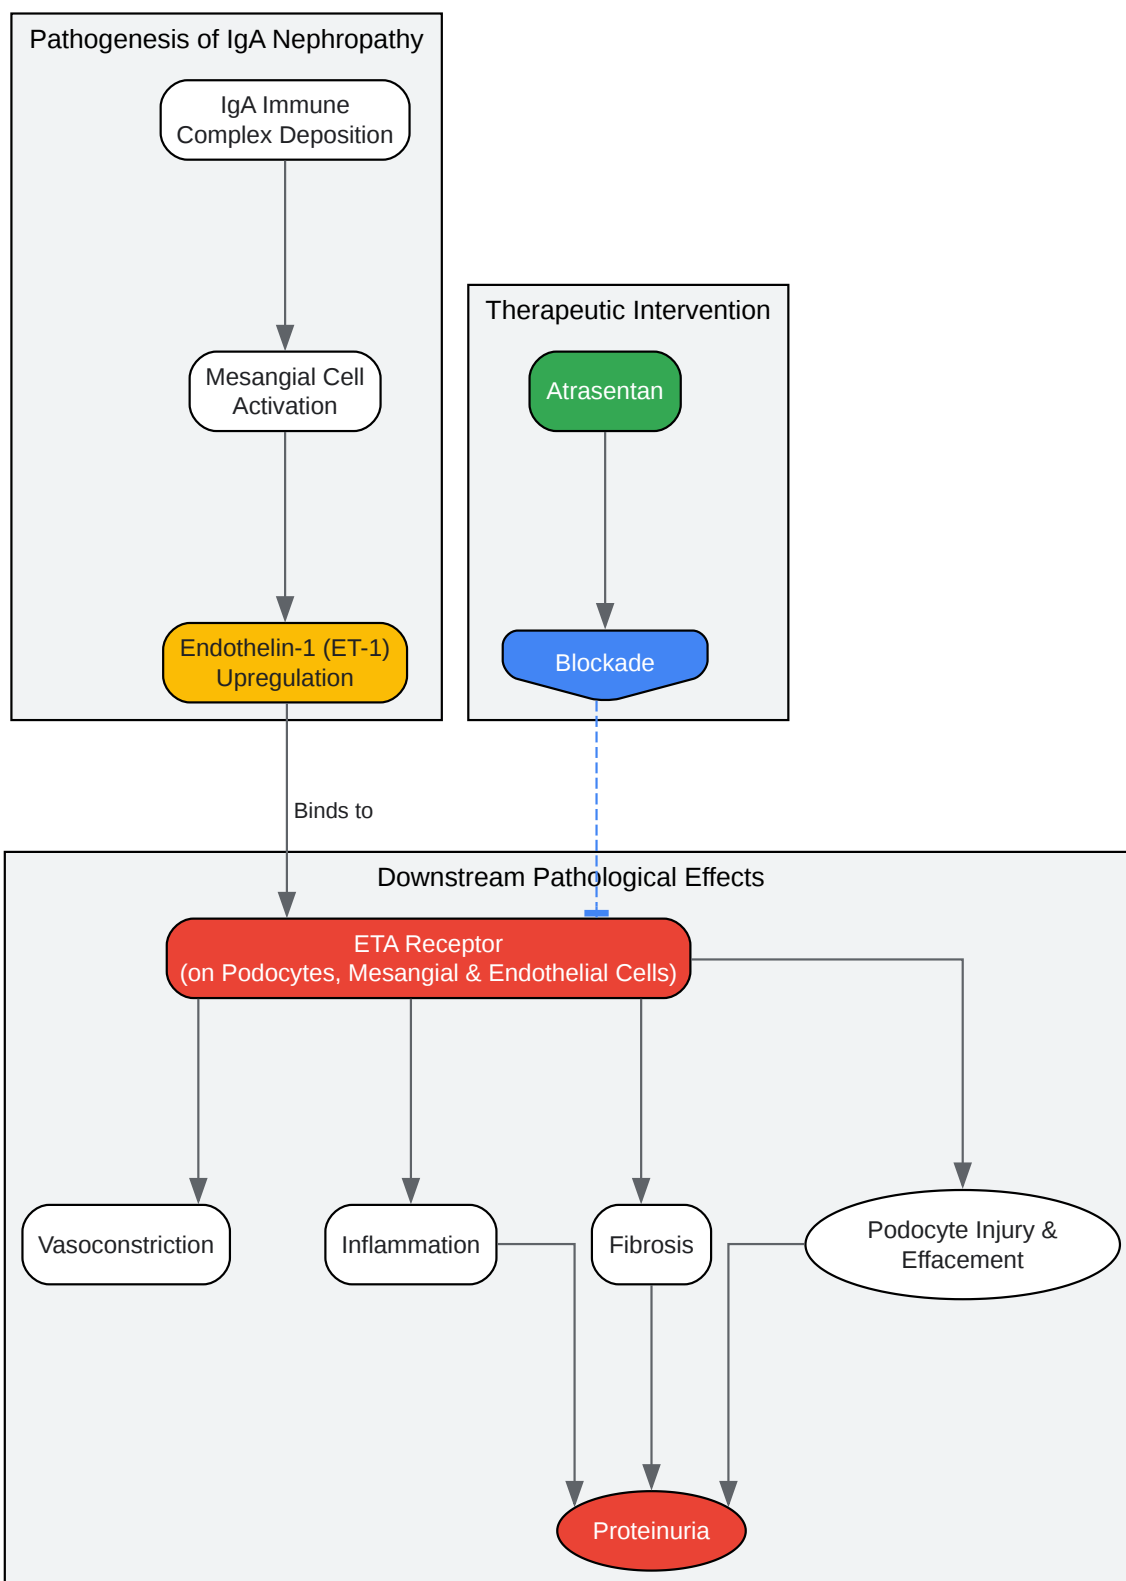 Pathogenesis of IgA Nephropathy
IgA Immune
Complex Deposition
Mesangial Cell
Activation
Endothelin-1 (ET-1)
Upregulation
Therapeutic Intervention
Atrasentan
Blockade
Binds to
Downstream Pathological Effects
ETA Receptor
(on Podocytes, Mesangial & Endothelial Cells)
Vasoconstriction
Inflammation
Fibrosis
Podocyte Injury &
Effacement
Proteinuria